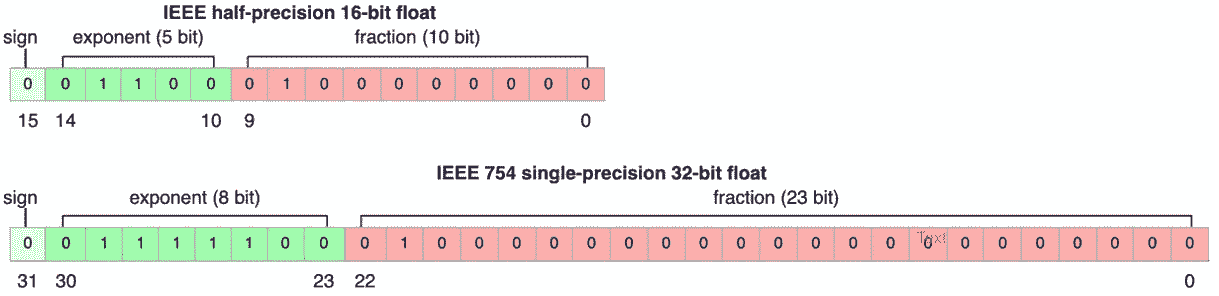 IEEE half-precision 16-bit float
sign exponent (5 bit) fraction (10 bit)
0 0 1 1 0 0 0 1 0 0 0 0 0 0 0 0
15 14 10 9 0
IEEE 754 single-precision 32-bit float
sign exponent (8 bit) fraction (23 bit)
0 0 1 1 1 1 1 0 0 0 1 0 0 0 0 0 0 0 0 0 0 0 0 0 Text 0 0 0 0 0 0 0 0
31 30 23 22 0